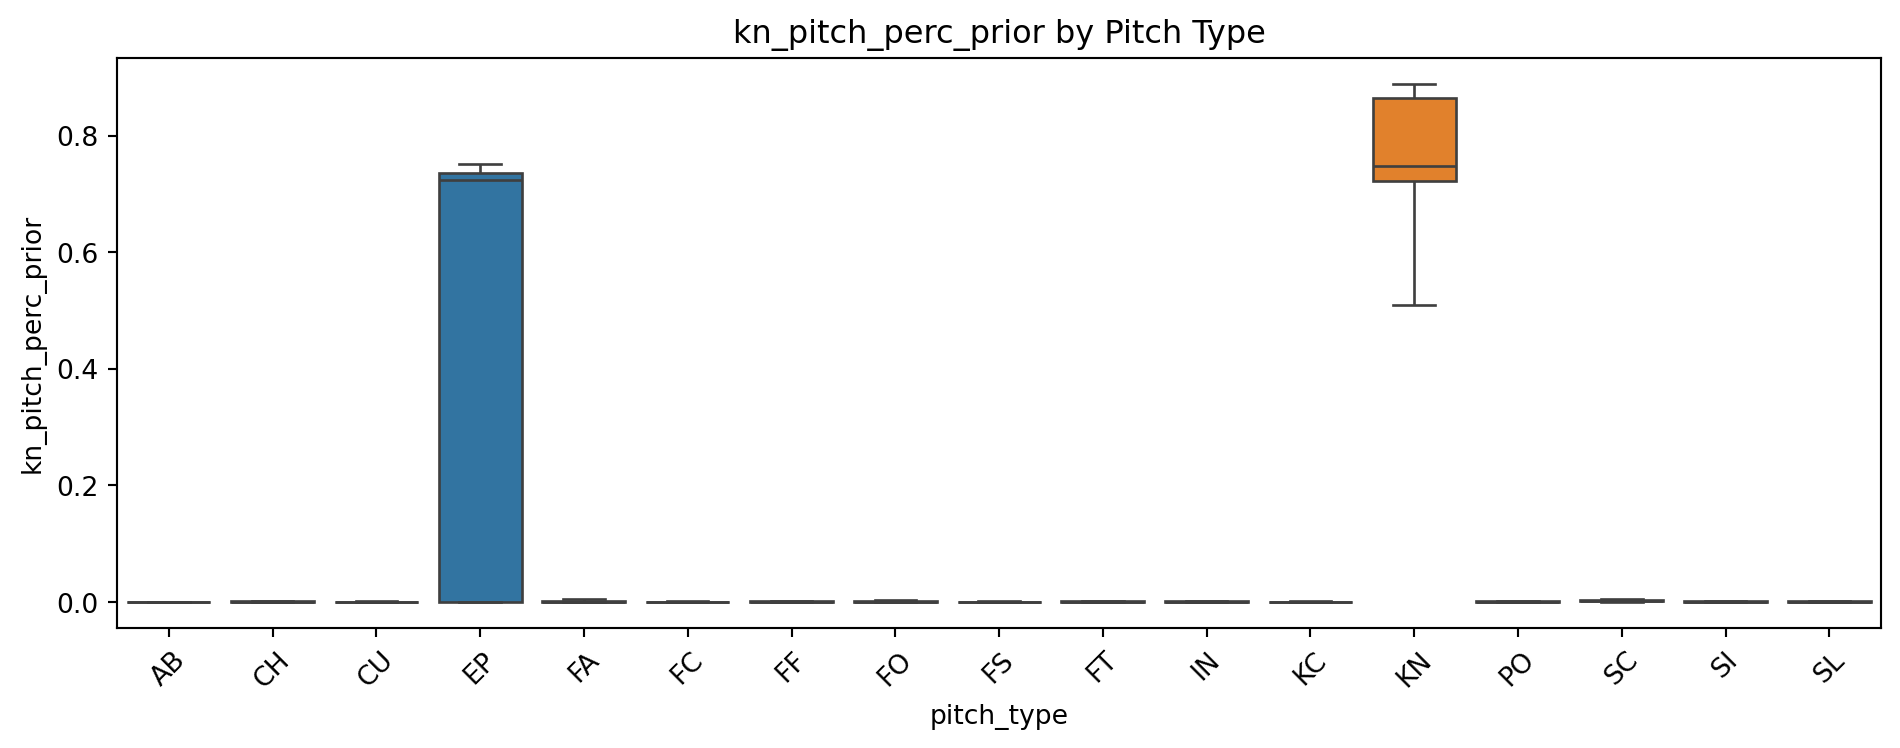 kn_pitch_perc_prior by Pitch Type
kn_pitch_perc_prior
0.8
0.6
0.4
0.2
0.0
AB CH CU EP FA FC FF FO FS FT IN KC KN PO SC SI SL
pitch_type